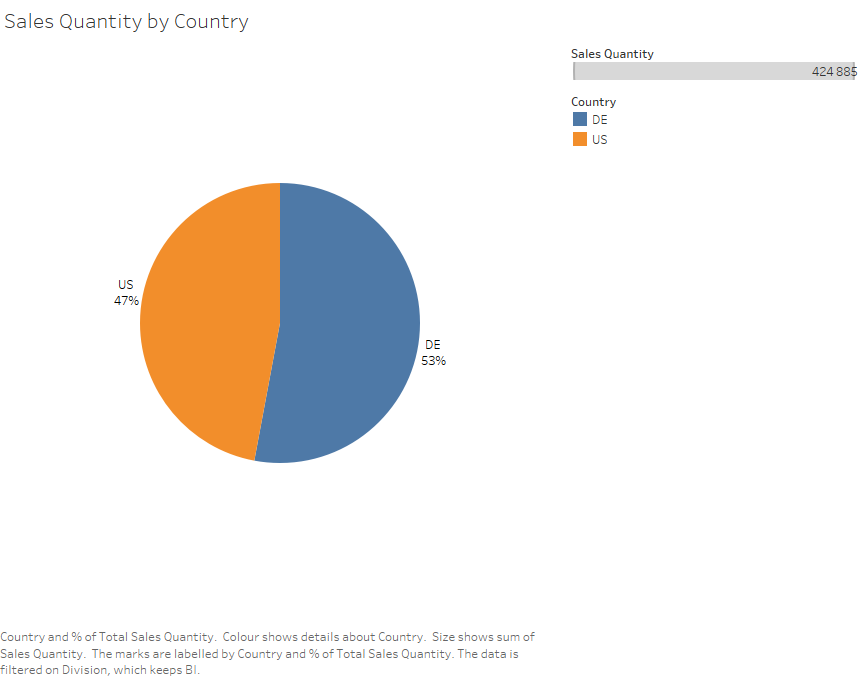 Sales Quantity by Country
Sales Quantity
424 885
Country
DE
US
US
47%
DE
53%
Country and % of Total Sales Quantity.  Colour shows details about Country.  Size shows sum of
Sales Quantity.  The marks are labelled by Country and % of Total Sales Quantity. The data is
filtered on Division, which keeps BI.